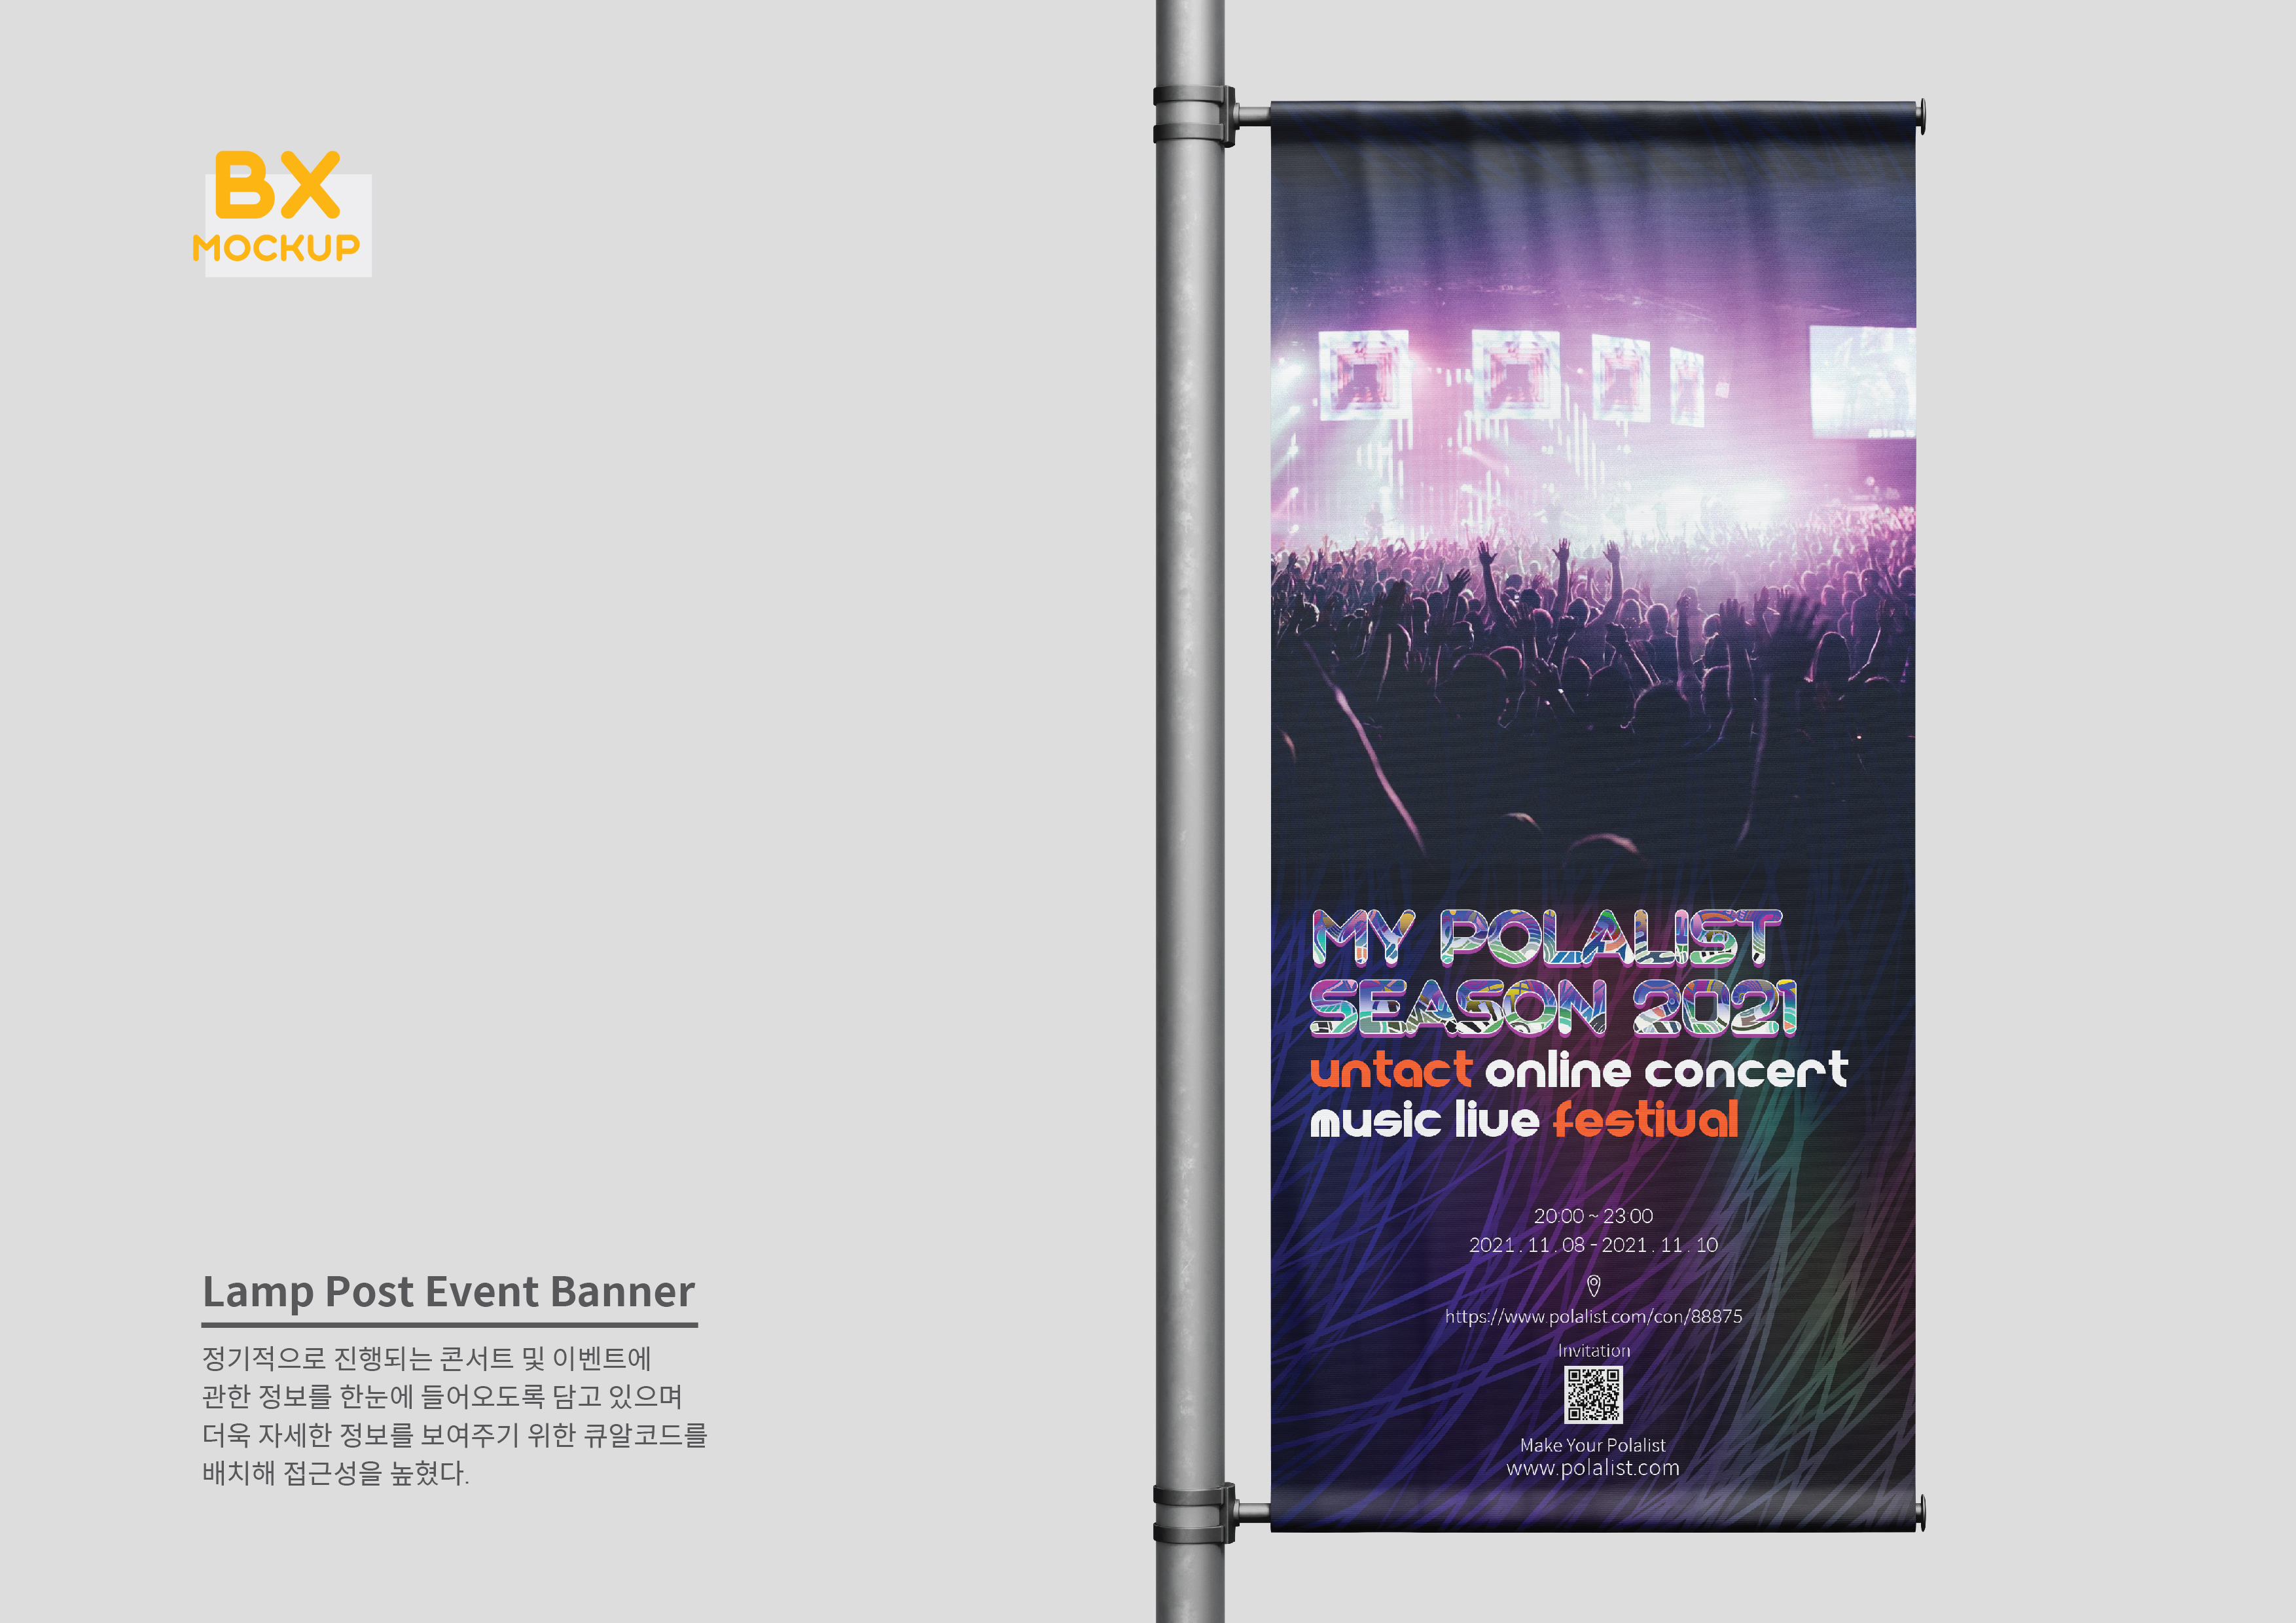 BX
MOCKUP
Lamp Post Event Banner
정기적으로 진행되는 콘서트 및 이벤트에
관한 정보를 한눈에 들어오도록 담고 있으며
더욱 자세한 정보를 보여주기 위한 큐알코드를
배치해 접근성을 높혔다.
MY POLALIST
SEASON 2021
untact online concert
music live festival
20:00 ~ 23:00
2021 . 11 . 08 - 2021 . 11 . 10
https://www.polalist.com/con/88875
Invitation
Make Your Polalist
www.polalist.com